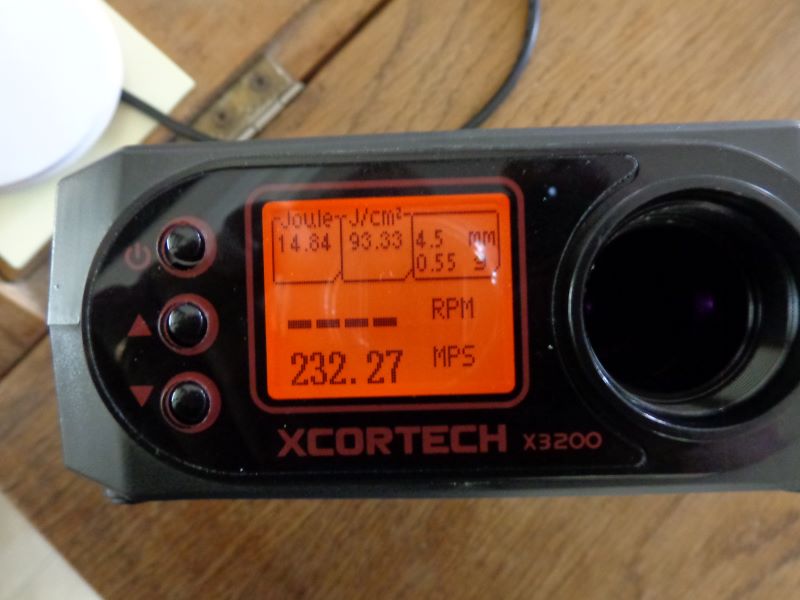 Joule J/cm²
14.84 93.33 4.5 MM
0.55 g
---- RPM
232.27 MPS
XCORTECH X3200